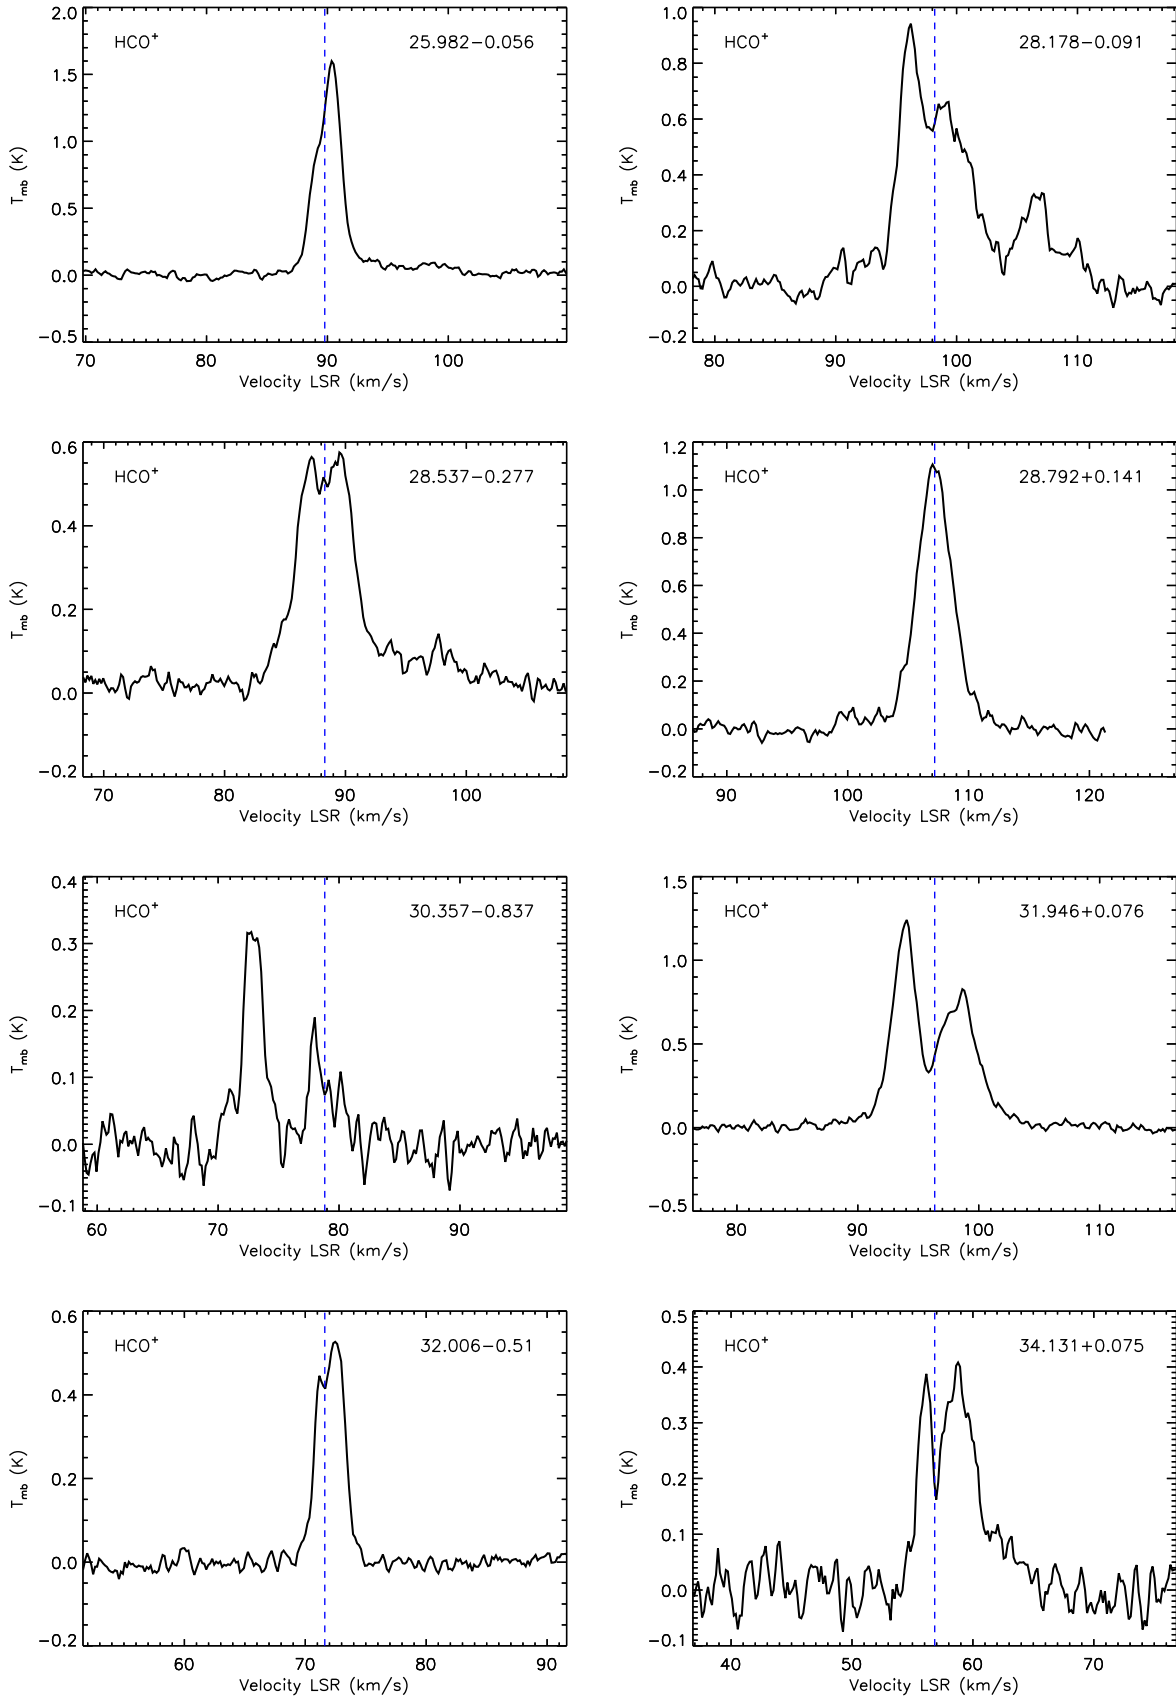 HCO+ 25.982−0.056
2.0
1.5
1.0
0.5
0.0
−0.5
Tmb (K)
70 80 90 100
Velocity LSR (km/s)
HCO+ 28.178−0.091
1.0
0.8
0.6
0.4
0.2
0.0
−0.2
Tmb (K)
80 90 100 110
Velocity LSR (km/s)
HCO+ 28.537−0.277
0.6
0.4
0.2
0.0
−0.2
Tmb (K)
70 80 90 100
Velocity LSR (km/s)
HCO+ 28.792+0.141
1.2
1.0
0.8
0.6
0.4
0.2
0.0
−0.2
Tmb (K)
90 100 110 120
Velocity LSR (km/s)
HCO+ 30.357−0.837
0.4
0.3
0.2
0.1
0.0
−0.1
Tmb (K)
60 70 80 90
Velocity LSR (km/s)
HCO+ 31.946+0.076
1.5
1.0
0.5
0.0
−0.5
Tmb (K)
80 90 100 110
Velocity LSR (km/s)
HCO+ 32.006−0.51
0.6
0.4
0.2
0.0
−0.2
Tmb (K)
60 70 80 90
Velocity LSR (km/s)
HCO+ 34.131+0.075
0.5
0.4
0.3
0.2
0.1
0.0
−0.1
Tmb (K)
40 50 60 70
Velocity LSR (km/s)